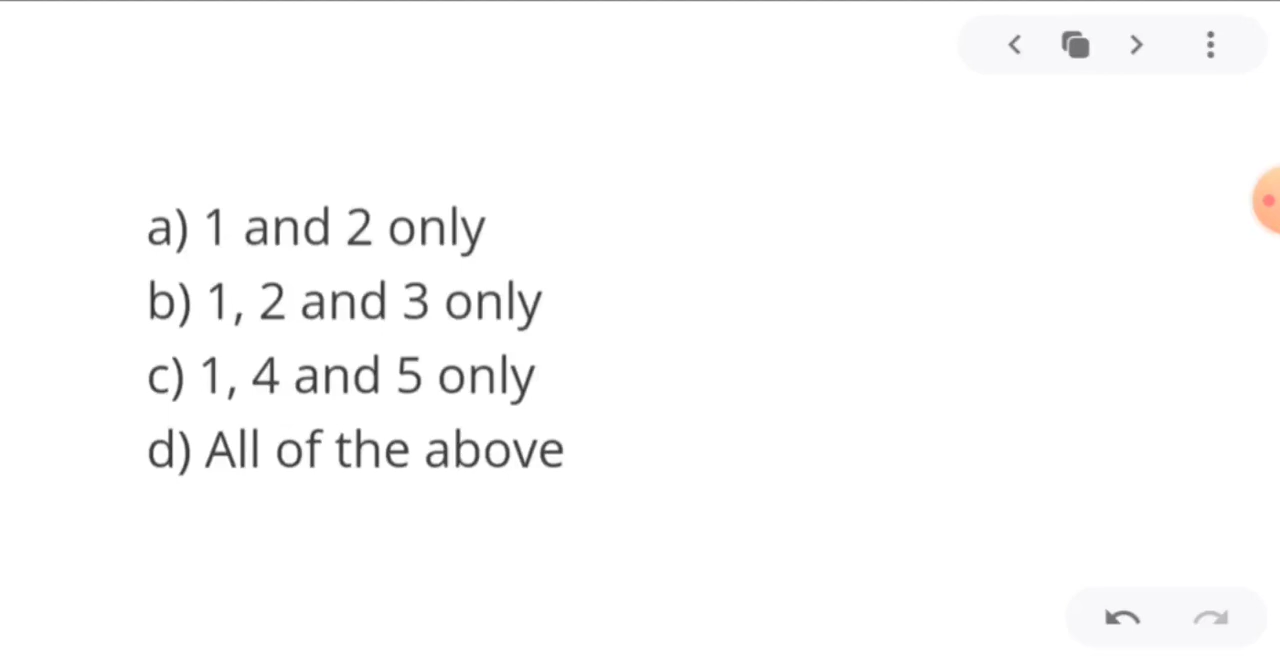 a) 1 and 2 only
b) 1, 2 and 3 only
c) 1, 4 and 5 only
d) All of the above